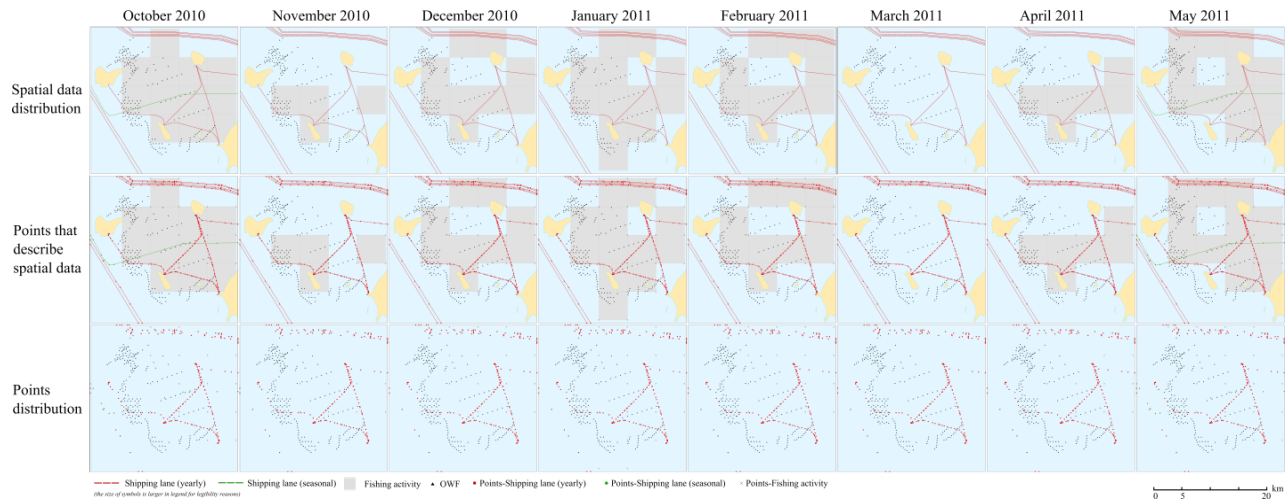 October 2010 November 2010 December 2010 January 2011 February 2011 March 2011 April 2011 May 2011
Spatial data
distribution
Points that
describe
spatial data
Points
distribution
Shipping lane (yearly) Shipping lane (seasonal) Fishing activity OWF Points-Shipping lane (yearly) Points-Shipping lane (seasonal) Points-Fishing activity
(the size of symbols is larger in legend for legibility reasons)
km
0 5 10 20